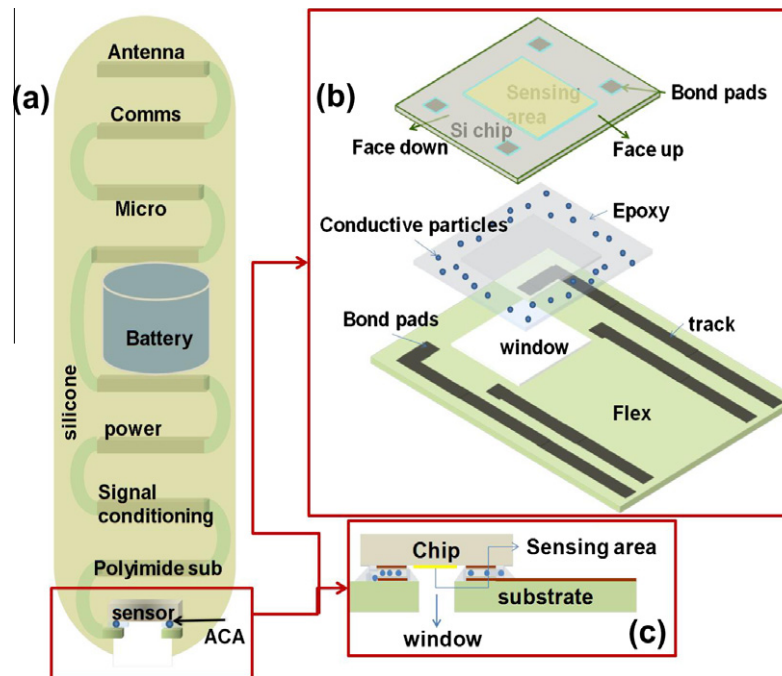 (a)
Antenna
Comms
Micro
Battery
silicone
power
Signal
conditioning
Polyimide sub
sensor
ACA
(b)
Sensing
area
Bond pads
Si chip
Face down
Face up
Epoxy
Conductive particles
Bond pads
track
window
Flex
Chip
Sensing area
substrate
window
(c)